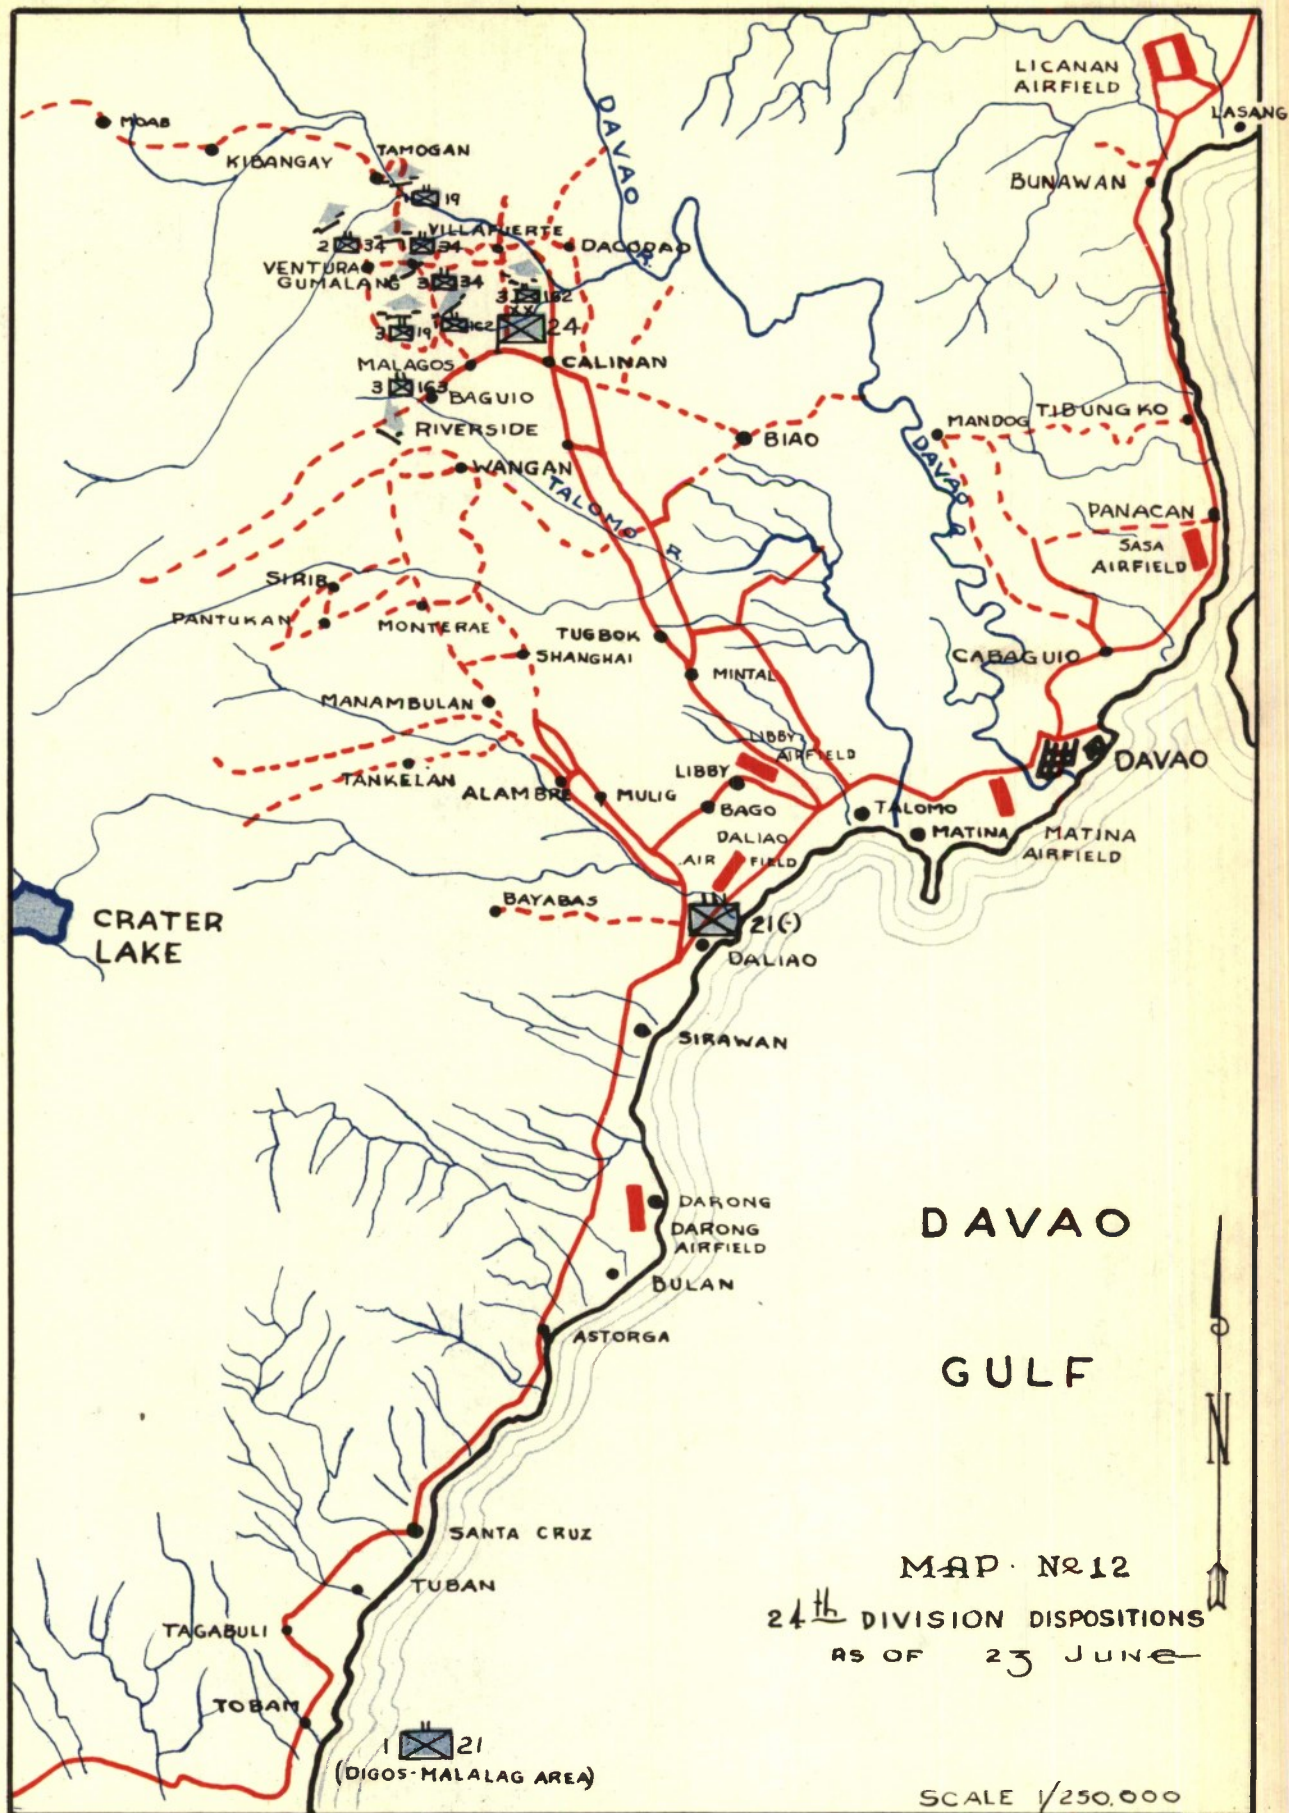 LICANAN
AIRFIELD
LASANG
MOAB
KIBANGAY
TAMOGAN
DAVAO
R.
BUNAWAN
19
VILLAFUERTE
2 34
34
DACODAO
VENTURA
GUMALANG
3 34
3 162
3 19
162
XX
24
MALAGOS
CALINAN
3 163
BAGUIO
RIVERSIDE
BIAO
MANDOG
TIBUNGKO
WANGAN
TALOMO R.
DAVAO R
PANACAN
SASA
AIRFIELD
SIRIB
PANTUKAN
MONTERAE
TUGBOK
SHANGHAI
MINTAL
CABAGUIO
MANAMBULAN
LIBBY
AIRFIELD
DAVAO
TANKELAN
ALAMBRE
MULIG
LIBBY
BAGO
TALOMO
MATINA
MATINA
AIRFIELD
DALIAO
AIR FIELD
BAYABAS
CRATER
LAKE
21(-)
DALIAO
SIRAWAN
DARONG
DARONG
AIRFIELD
BULAN
DAVAO
GULF
ASTORGA
N
SANTA CRUZ
TUBAN
TAGABULI
TOBAM
MAP No 12
24th DIVISION DISPOSITIONS
AS OF 23 JUNE
1 21
(DIGOS-MALALAG AREA)
SCALE 1/250,000